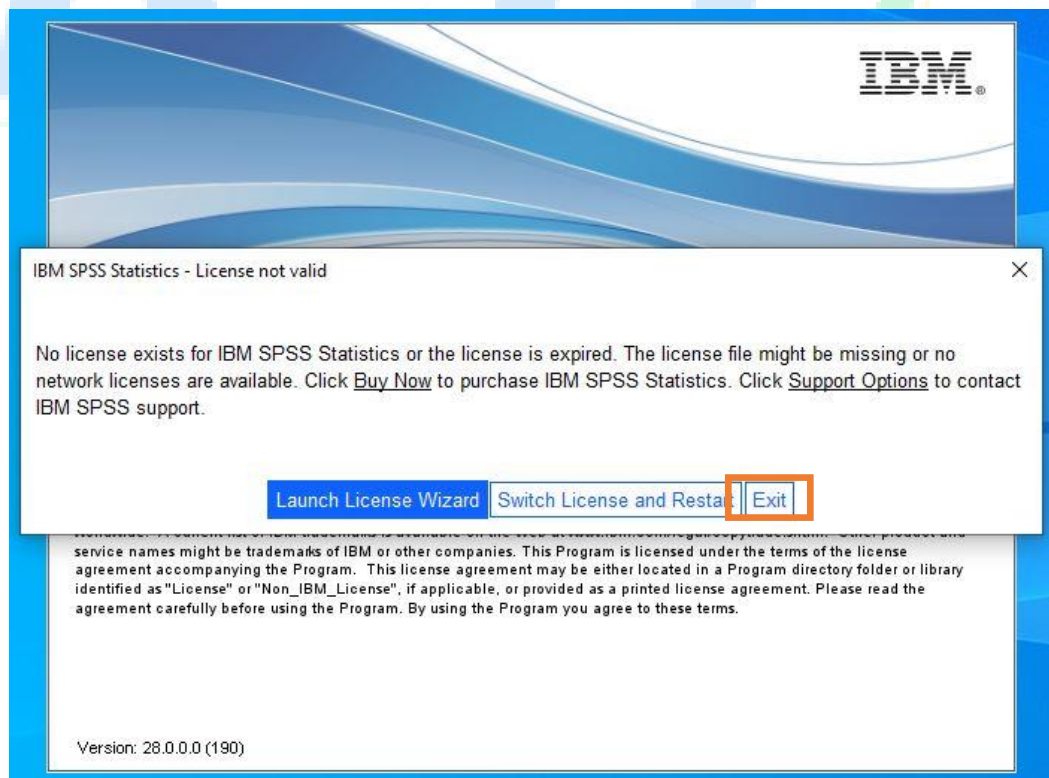 IBM®
IBM SPSS Statistics - License not valid
No license exists for IBM SPSS Statistics or the license is expired. The license file might be missing or no
network licenses are available. Click Buy Now to purchase IBM SPSS Statistics. Click Support Options to contact
IBM SPSS support.
Launch License Wizard Switch License and Restart Exit
service names might be trademarks of IBM or other companies. This Program is licensed under the terms of the license
agreement accompanying the Program. This license agreement may be either located in a Program directory folder or library
identified as "License" or "Non_IBM_License", if applicable, or provided as a printed license agreement. Please read the
agreement carefully before using the Program. By using the Program you agree to these terms.
Version: 28.0.0.0 (190)